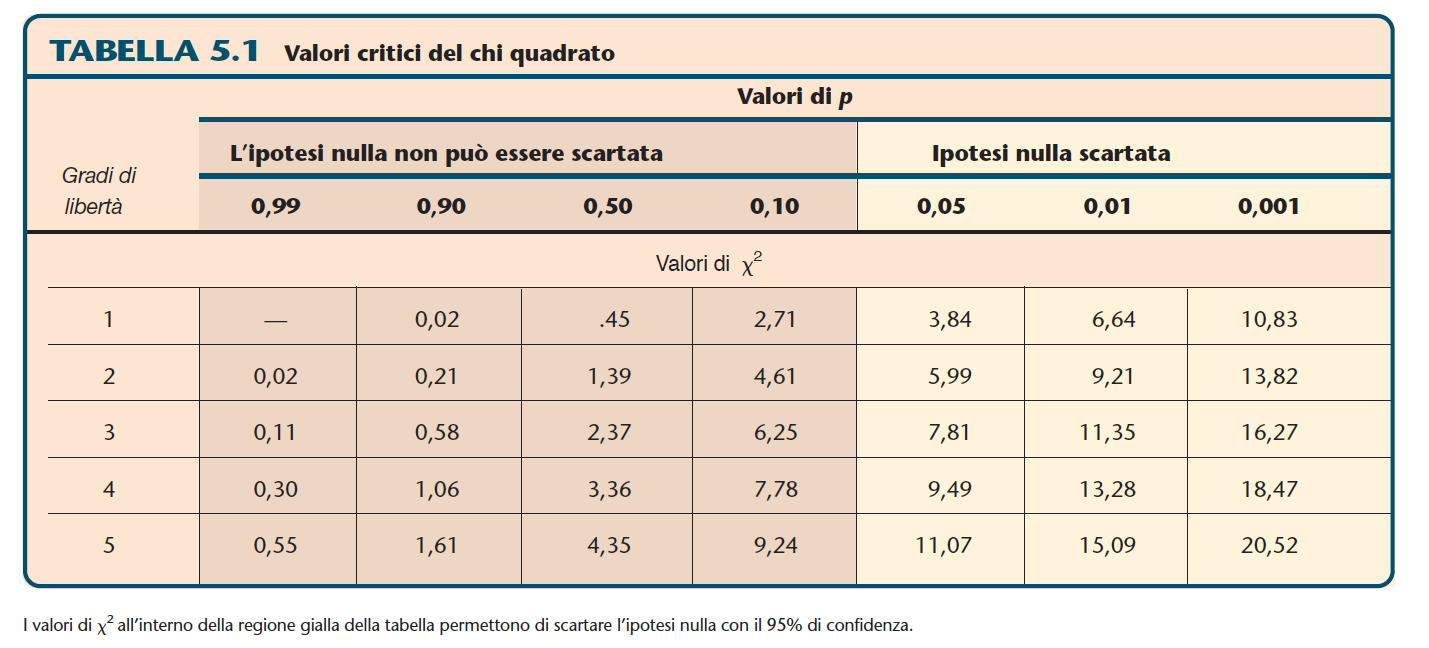 TABELLA 5.1 Valori critici del chi quadrato
Valori di p
L’ipotesi nulla non può essere scartata Ipotesi nulla scartata
Gradi di
libertà 0,99 0,90 0,50 0,10 0,05 0,01 0,001
Valori di χ²
1 — 0,02 .45 2,71 3,84 6,64 10,83
2 0,02 0,21 1,39 4,61 5,99 9,21 13,82
3 0,11 0,58 2,37 6,25 7,81 11,35 16,27
4 0,30 1,06 3,36 7,78 9,49 13,28 18,47
5 0,55 1,61 4,35 9,24 11,07 15,09 20,52
I valori di χ² all’interno della regione gialla della tabella permettono di scartare l’ipotesi nulla con il 95% di confidenza.